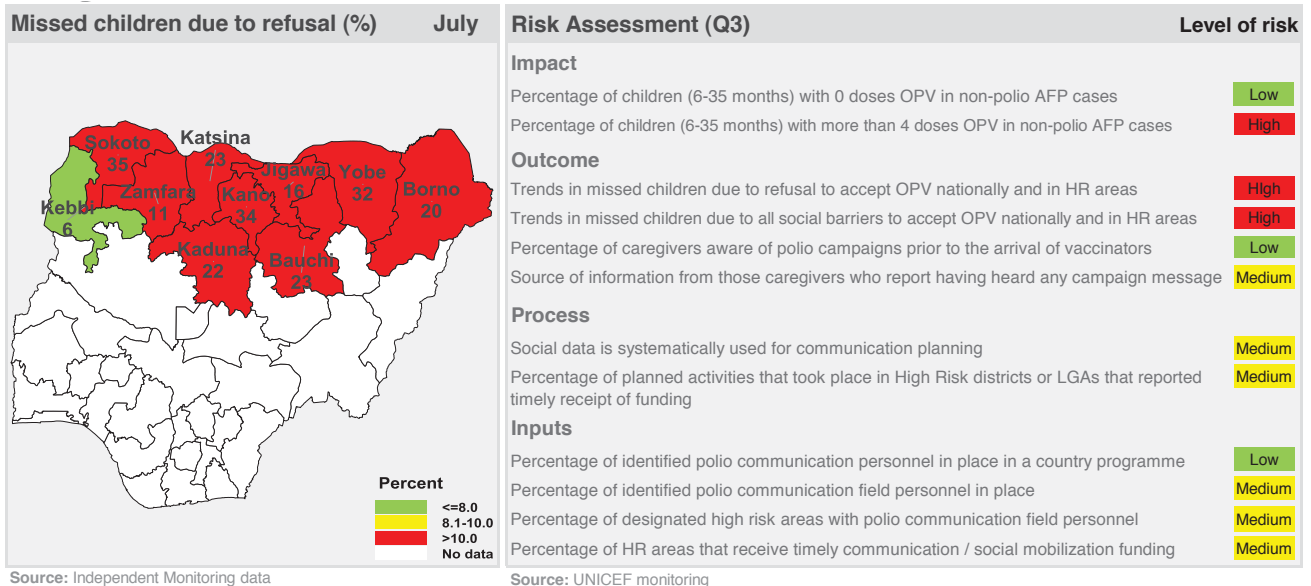 Missed children due to refusal (%) July
Sokoto
35
Katsina
23
Zamfara
11
Kano
34
Jigawa
16
Yobe
32
Borno
20
Kebbi
6
Kaduna
22
Bauchi
23
Percent
<=8.0
8.1-10.0
>10.0
No data
Source: Independent Monitoring data
Risk Assessment (Q3) Level of risk
Impact
Percentage of children (6-35 months) with 0 doses OPV in non-polio AFP cases Low
Percentage of children (6-35 months) with more than 4 doses OPV in non-polio AFP cases High
Outcome
Trends in missed children due to refusal to accept OPV nationally and in HR areas HIgh
Trends in missed children due to all social barriers to accept OPV nationally and in HR areas High
Percentage of caregivers aware of polio campaigns prior to the arrival of vaccinators Low
Source of information from those caregivers who report having heard any campaign message Medium
Process
Social data is systematically used for communication planning Medium
Percentage of planned activities that took place in High Risk districts or LGAs that reported Medium
timely receipt of funding
Inputs
Percentage of identified polio communication personnel in place in a country programme Low
Percentage of identified polio communication field personnel in place Medium
Percentage of designated high risk areas with polio communication field personnel Medium
Percentage of HR areas that receive timely communication / social mobilization funding Medium
Source: UNICEF monitoring